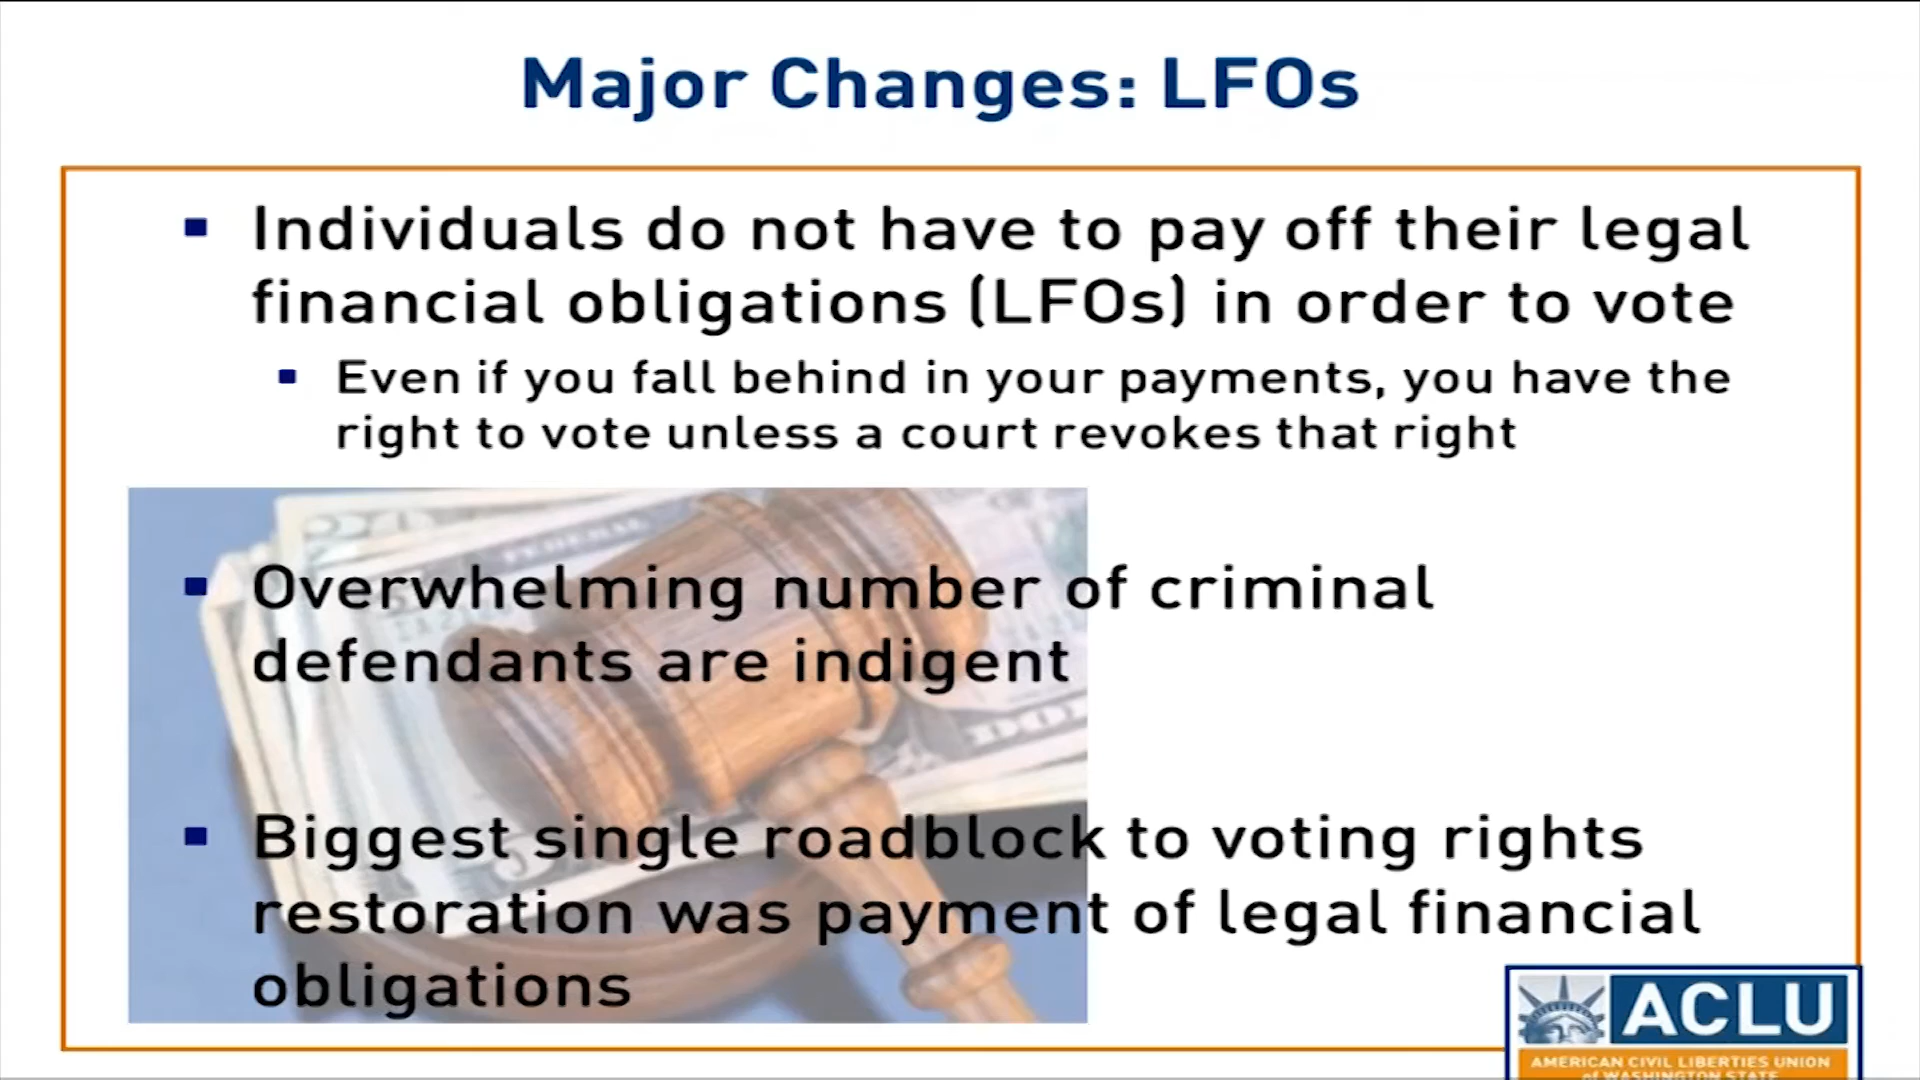 Major Changes: LFOs
▪ Individuals do not have to pay off their legal
financial obligations (LFOs) in order to vote
▪ Even if you fall behind in your payments, you have the
right to vote unless a court revokes that right
▪ Overwhelming number of criminal
defendants are indigent
▪ Biggest single roadblock to voting rights
restoration was payment of legal financial
obligations
ACLU
AMERICAN CIVIL LIBERTIES UNION
of WASHINGTON STATE